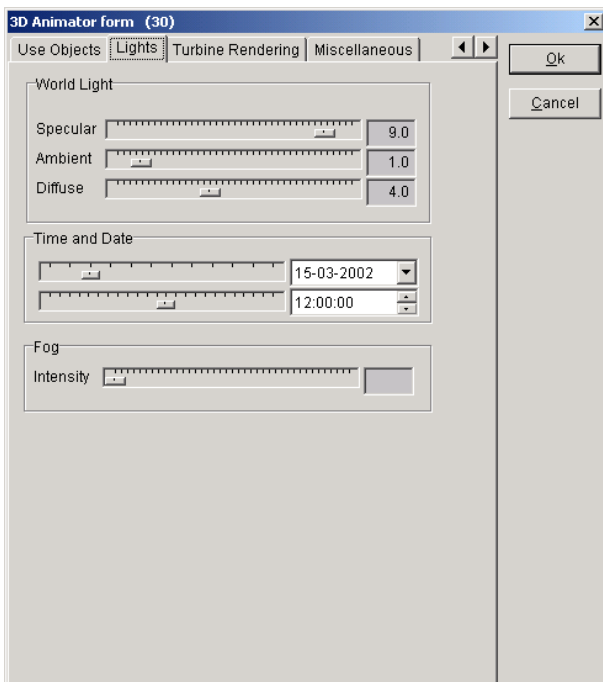 3D Animator form (30)
Use Objects Lights Turbine Rendering Miscellaneous
Ok
Cancel
World Light
Specular 9.0
Ambient 1.0
Diffuse 4.0
Time and Date
15-03-2002
12:00:00
Fog
Intensity